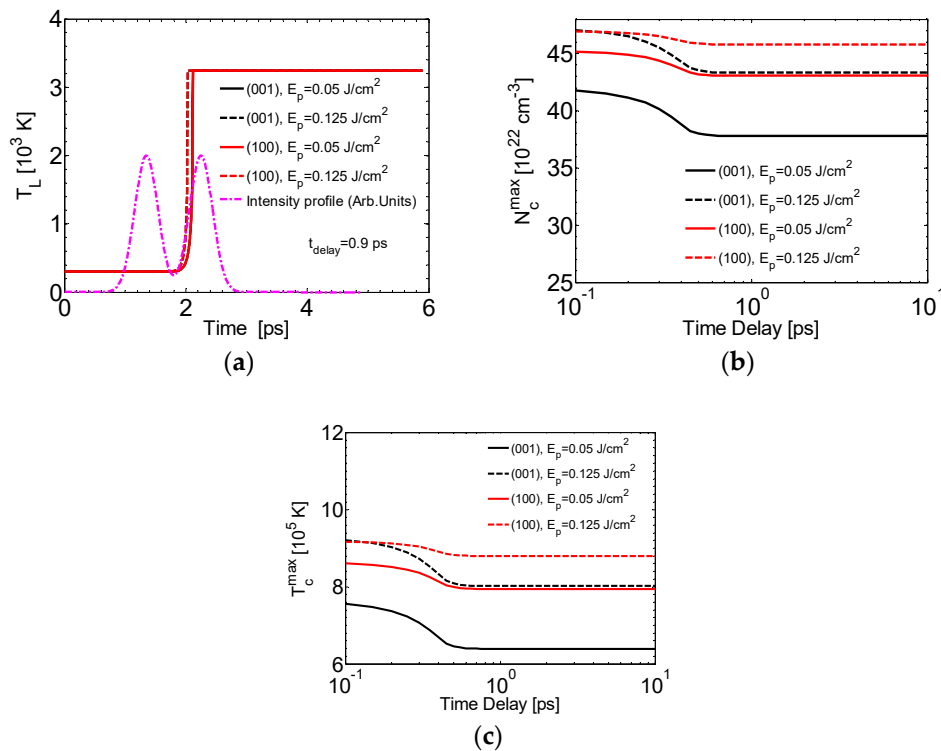 4
3
2
1
0
T_L [10^3 K]
(001), E_p=0.05 J/cm^2
(001), E_p=0.125 J/cm^2
(100), E_p=0.05 J/cm^2
(100), E_p=0.125 J/cm^2
Intensity profile (Arb.Units)
t_delay=0.9 ps
0 2 4 6
Time [ps]
(a)
45
41
37
33
29
25
N_c^max [10^22 cm^-3]
(001), E_p=0.05 J/cm^2
(001), E_p=0.125 J/cm^2
(100), E_p=0.05 J/cm^2
(100), E_p=0.125 J/cm^2
10^-1 10^0 10^1
Time Delay [ps]
(b)
12
10
8
6
T_c^max [10^5 K]
(001), E_p=0.05 J/cm^2
(001), E_p=0.125 J/cm^2
(100), E_p=0.05 J/cm^2
(100), E_p=0.125 J/cm^2
10^-1 10^0 10^1
Time Delay [ps]
(c)